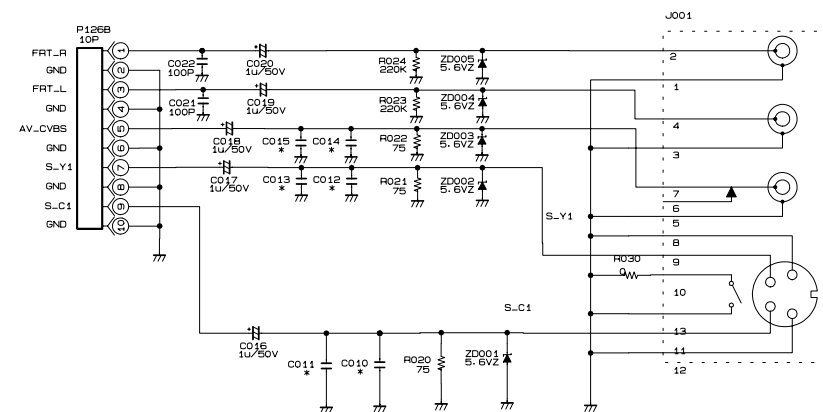 J001
P126B
10P
FRT_R
1
C022
100P
C020
1u/50V
R024
220K
ZD005
5.6VZ
2
GND
2
FRT_L
3
C021
100P
C019
1u/50V
R023
220K
ZD004
5.6VZ
1
GND
4
4
AV_CVBS
5
C018
1u/50V
C015
*
C014
*
R022
75
ZD003
5.6VZ
3
GND
6
S_Y1
7
C017
1u/50V
C013
*
C012
*
R021
75
ZD002
5.6VZ
7
GND
8
6
S_C1
9
S_Y1
5
GND
10
8
R030
0
9
10
S_C1
13
C016
1u/50V
C011
*
C010
*
R020
75
ZD001
5.6VZ
11
12